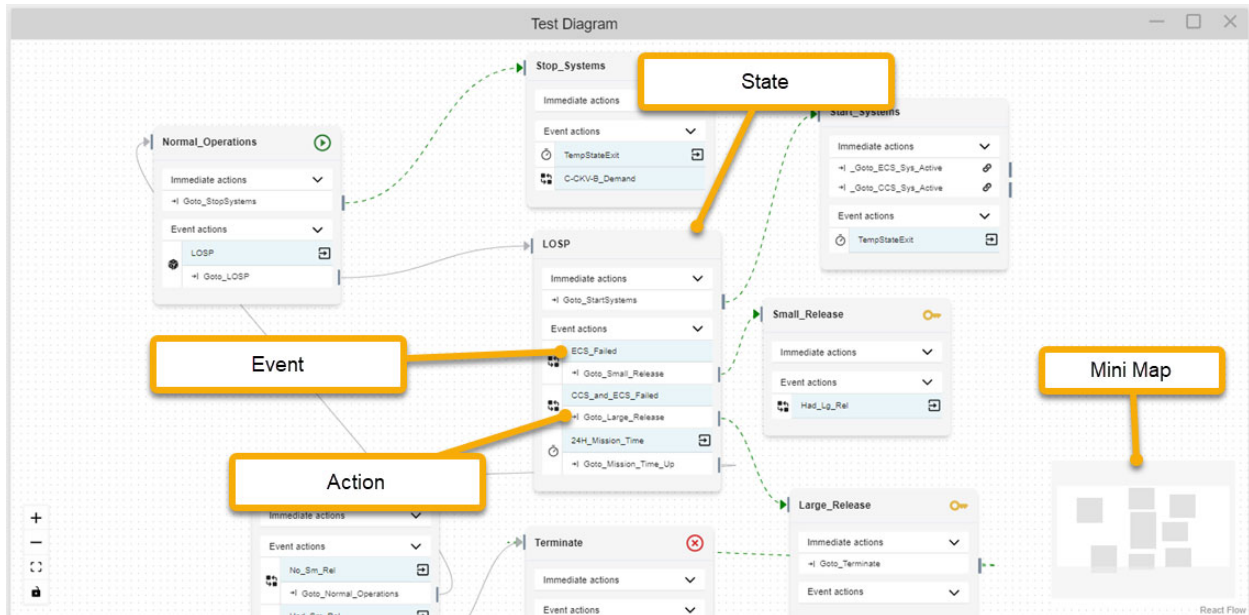 Test Diagram
Stop_Systems
Immediate actions
Event actions
TempStateExit
C-CKV-B_Demand
State
Start_Systems
Immediate actions
_Goto_ECS_Sys_Active
_Goto_CCS_Sys_Active
Event actions
TempStateExit
Normal_Operations
Immediate actions
Goto_StopSystems
Event actions
LOSP
Goto_LOSP
LOSP
Immediate actions
Goto_StartSystems
Event actions
ECS_Failed
Goto_Small_Release
CCS_and_ECS_Failed
Goto_Large_Release
24H_Mission_Time
Goto_Mission_Time_Up
Small_Release
Immediate actions
Event actions
Had_Lg_Rel
Event
Mini Map
Action
Immediate actions
Event actions
No_Sm_Rel
Goto_Normal_Operations
Terminate
Immediate actions
Event actions
Large_Release
Immediate actions
Goto_Terminate
Event actions
React Flow